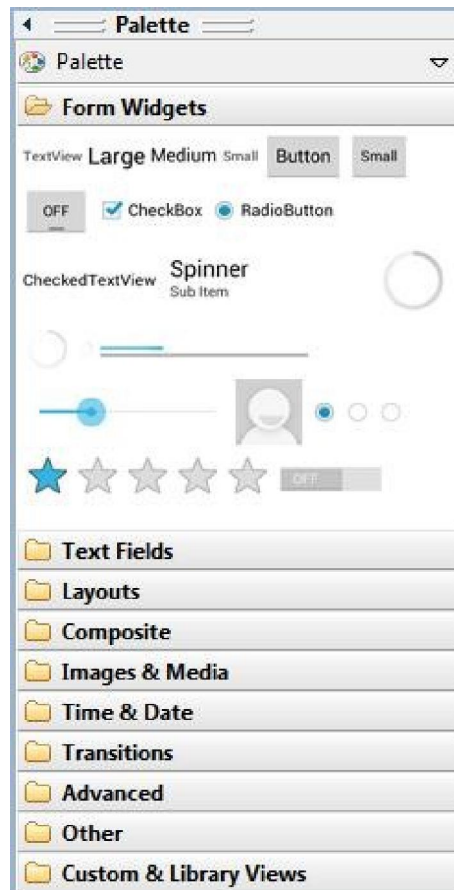 Palette
Palette
Form Widgets
TextView Large Medium Small Button Small
OFF CheckBox RadioButton
CheckedTextView Spinner
Sub Item
OFF
Text Fields
Layouts
Composite
Images & Media
Time & Date
Transitions
Advanced
Other
Custom & Library Views